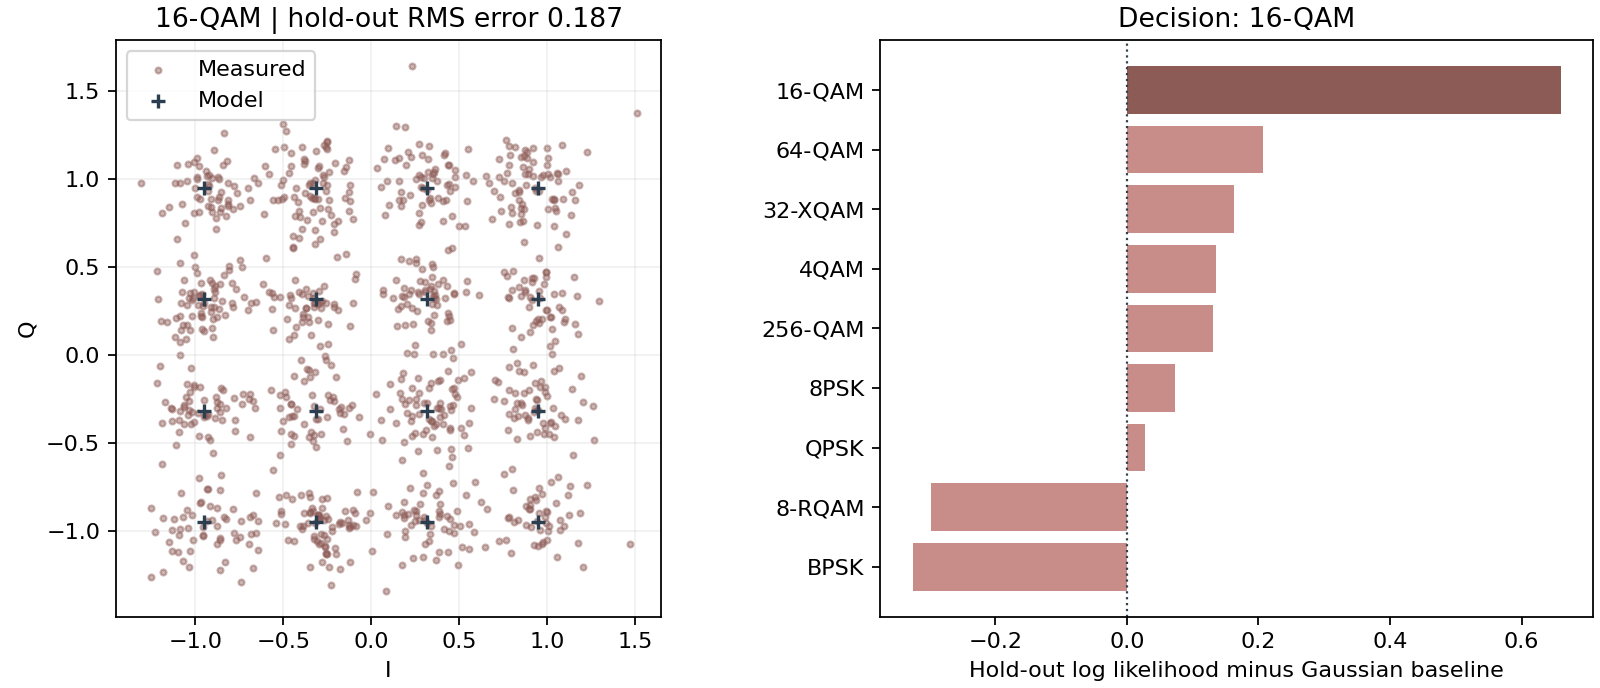 16-QAM | hold-out RMS error 0.187
Measured
Model
1.5
1.0
0.5
0.0
−0.5
−1.0
Q
−1.0
−0.5
0.0
0.5
1.0
1.5
I
Decision: 16-QAM
16-QAM
64-QAM
32-XQAM
4QAM
256-QAM
8PSK
QPSK
8-RQAM
BPSK
−0.2
0.0
0.2
0.4
0.6
Hold-out log likelihood minus Gaussian baseline